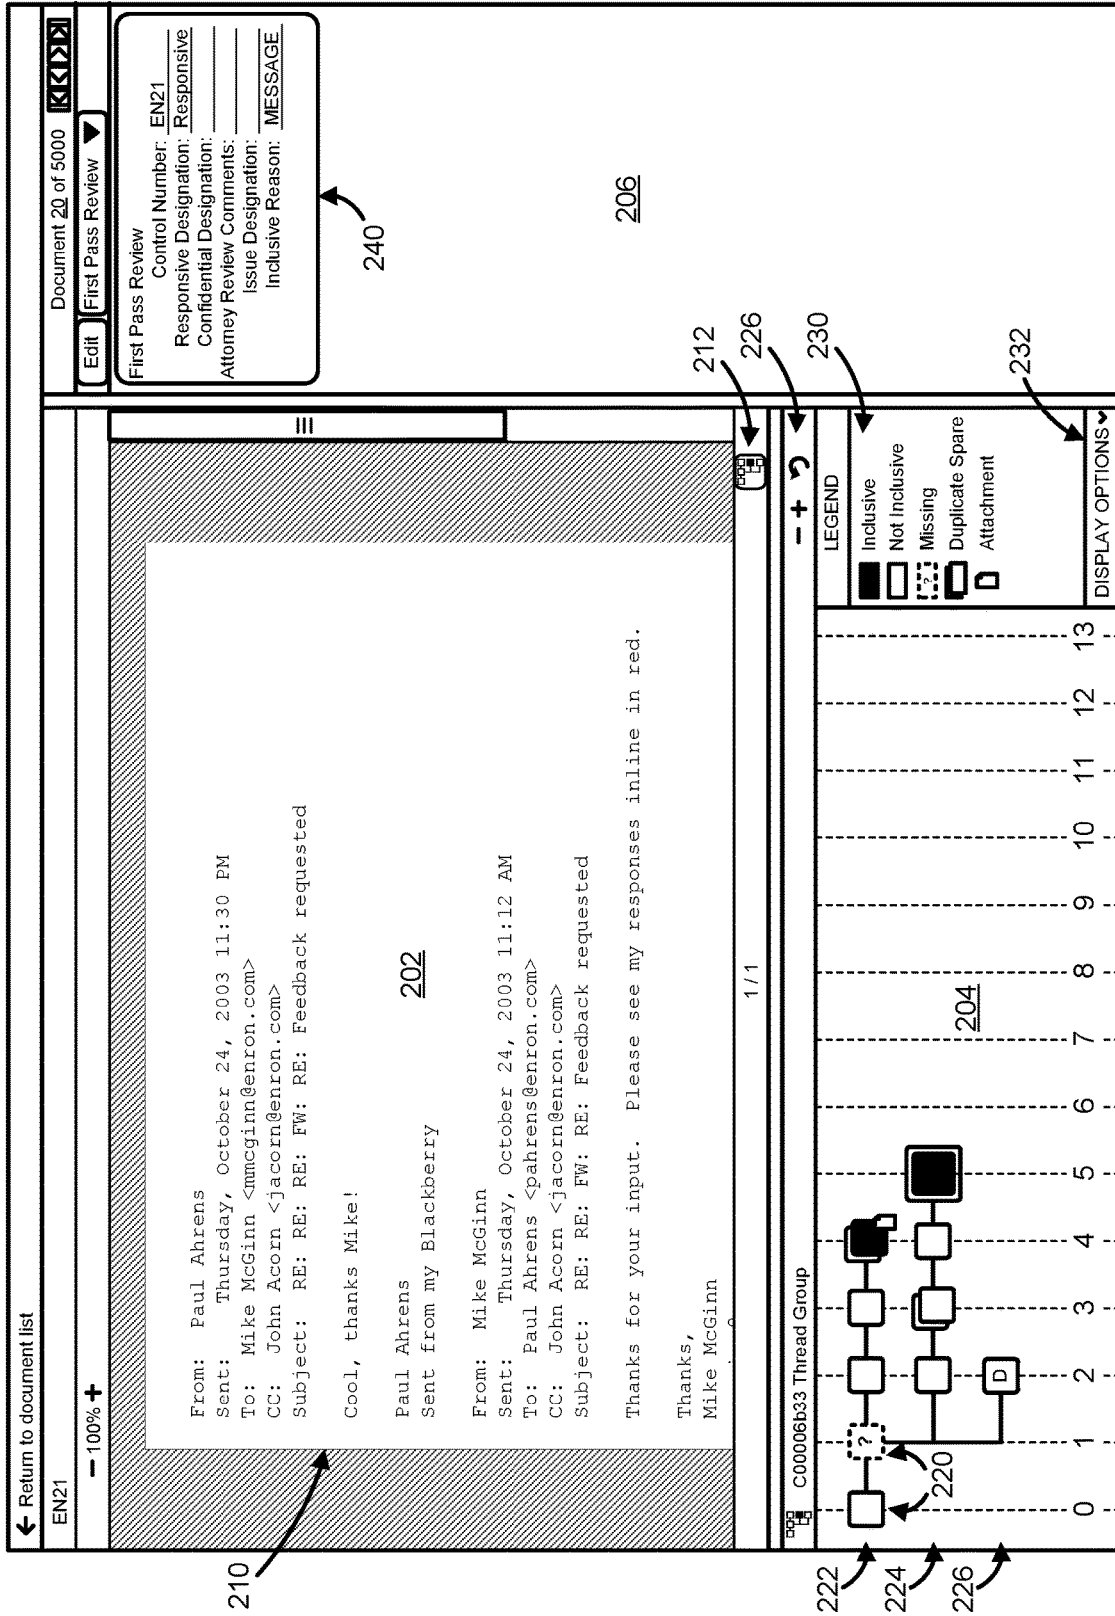 ← Return to document list
EN21
Document 20 of 5000
− 100% +
Edit
First Pass Review
210
From: Paul Ahrens
Sent: Thursday, October 24, 2003 11:30 PM
To: Mike McGinn <mmcginn@enron.com>
CC: John Acorn <jacorn@enron.com>
Subject: RE: RE: RE: FW: RE: Feedback requested
Cool, thanks Mike!
Paul Ahrens
Sent from my Blackberry
202
From: Mike McGinn
Sent: Thursday, October 24, 2003 11:12 AM
To: Paul Ahrens <pahrens@enron.com>
CC: John Acorn <jacorn@enron.com>
Subject: RE: RE: FW: RE: Feedback requested
Thanks for your input. Please see my responses inline in red.
Thanks,
Mike McGinn
1 / 1
First Pass Review
Control Number: EN21
Responsive Designation: Responsive
Confidential Designation:
Attorney Review Comments:
Issue Designation:
Inclusive Reason: MESSAGE
240
206
212
226
230
232
C00006b33 Thread Group
+ −
LEGEND
Inclusive
Not Inclusive
? Missing
Duplicate Spare
Attachment
DISPLAY OPTIONS
222
224
226
?
D
220
204
0 1 2 3 4 5 6 7 8 9 10 11 12 13